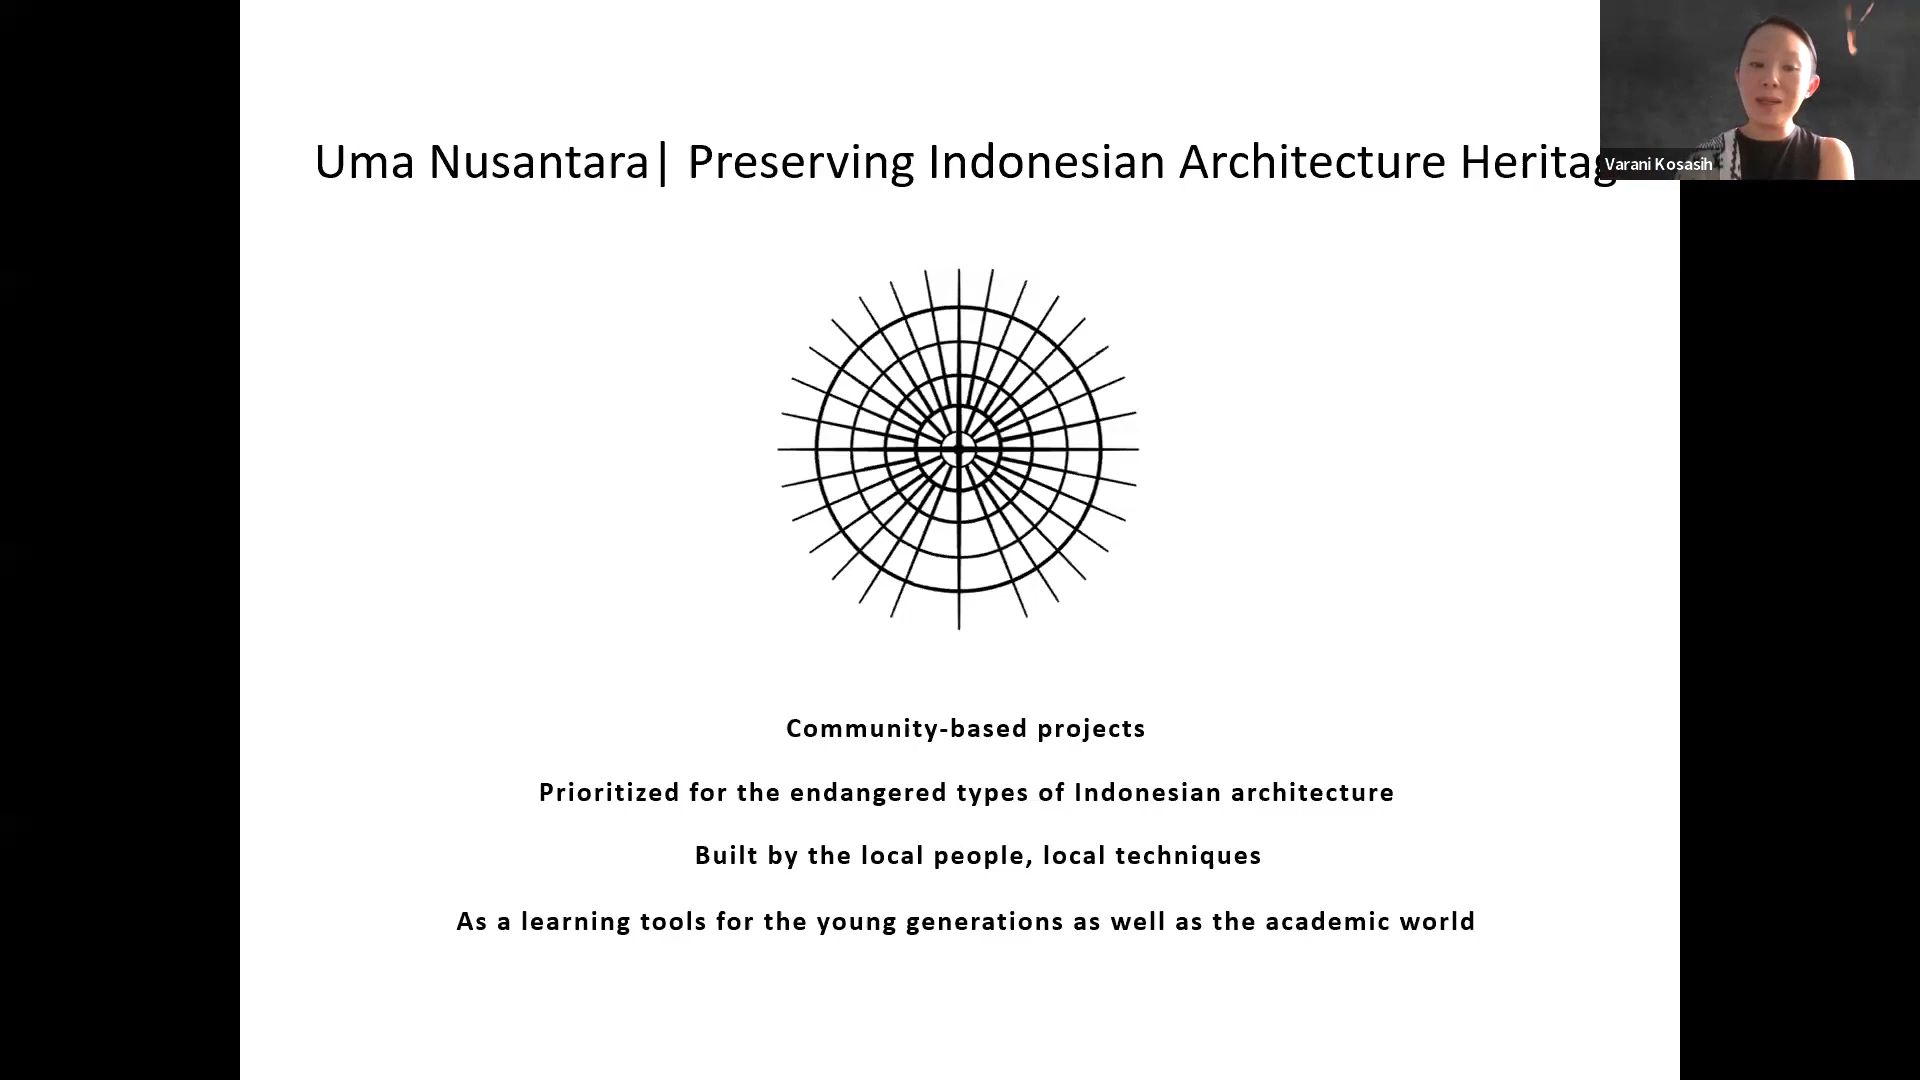 Uma Nusantara| Preserving Indonesian Architecture Heritag
Varani Kosasih
Community-based projects
Prioritized for the endangered types of Indonesian architecture
Built by the local people, local techniques
As a learning tools for the young generations as well as the academic world